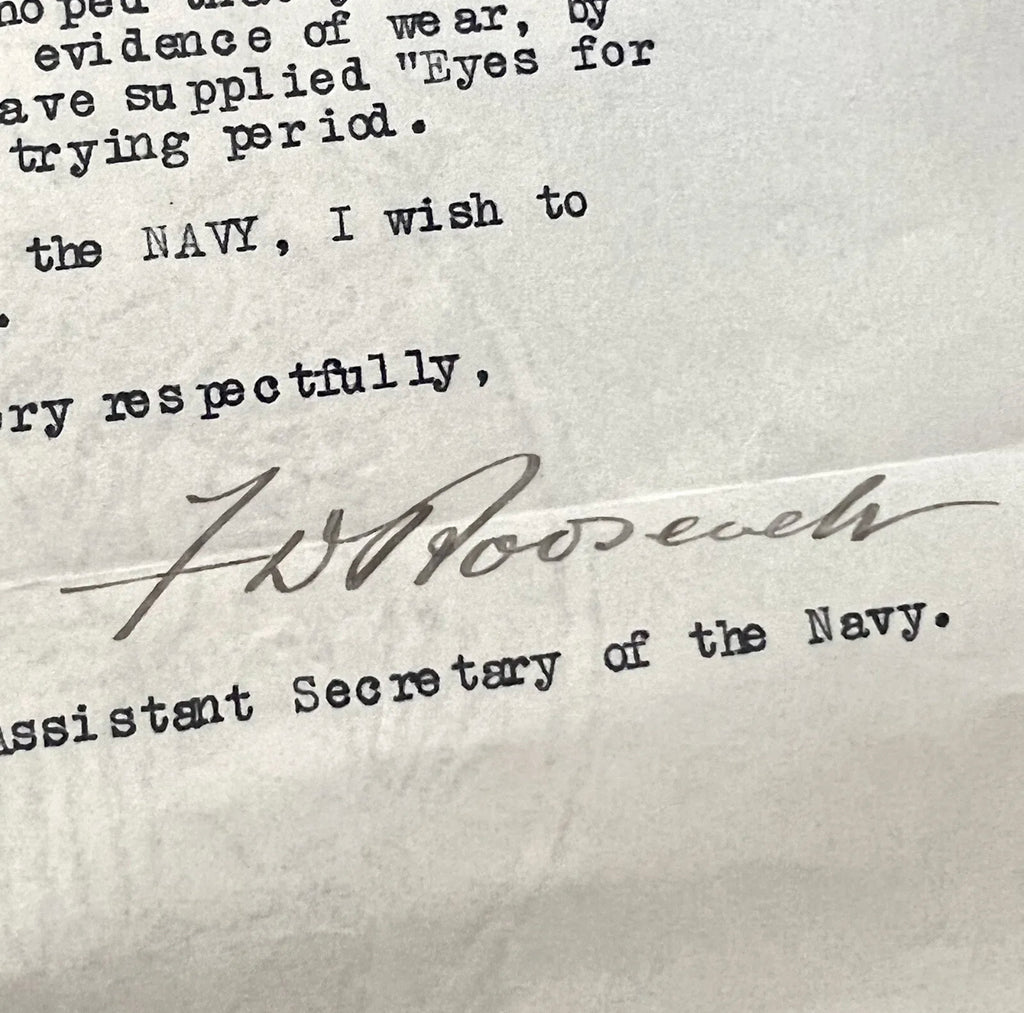 evidence of wear, by
ave supplied "Eyes for
trying period.
the NAVY, I wish to
.
ry respectfully,
F D Roosevelt
Assistant Secretary of the Navy.